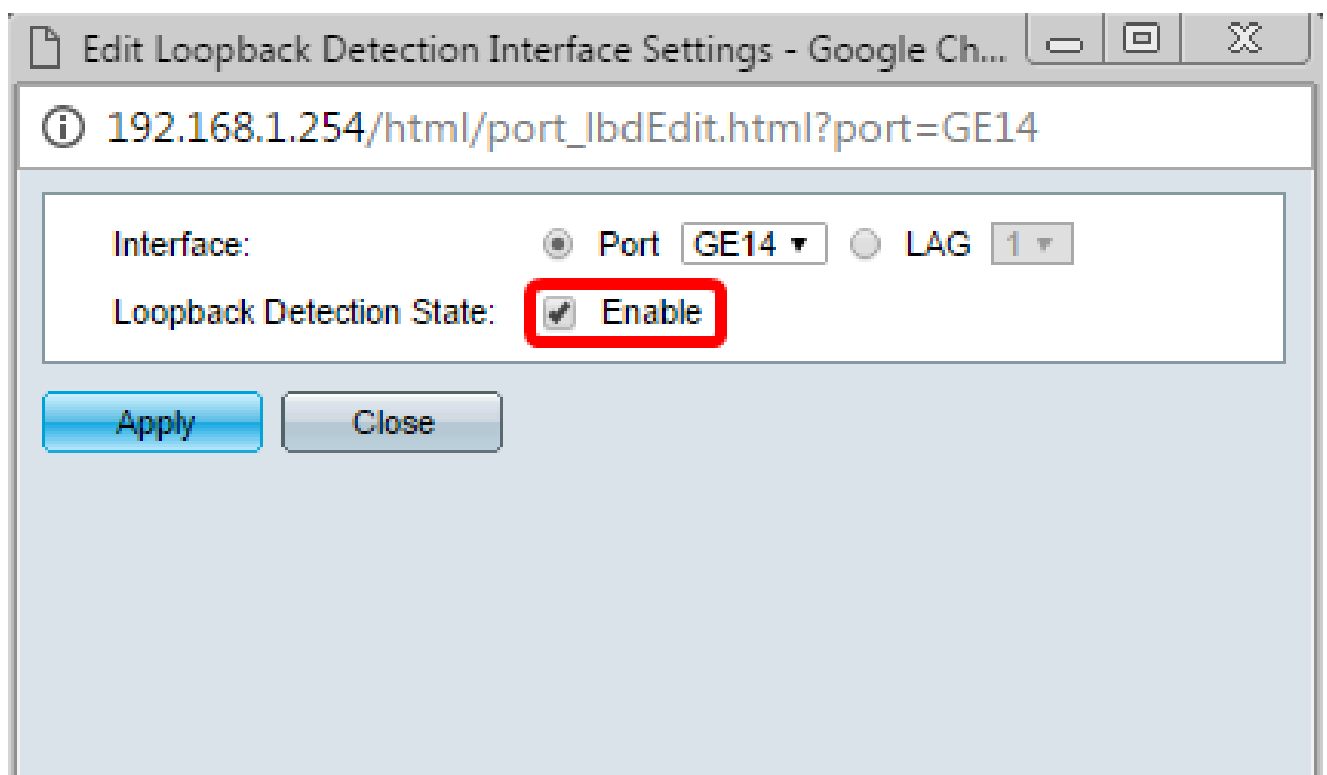 Edit Loopback Detection Interface Settings - Google Ch...
192.168.1.254/html/port_lbdEdit.html?port=GE14
Interface: Port GE14 LAG 1
Loopback Detection State: Enable
Apply Close